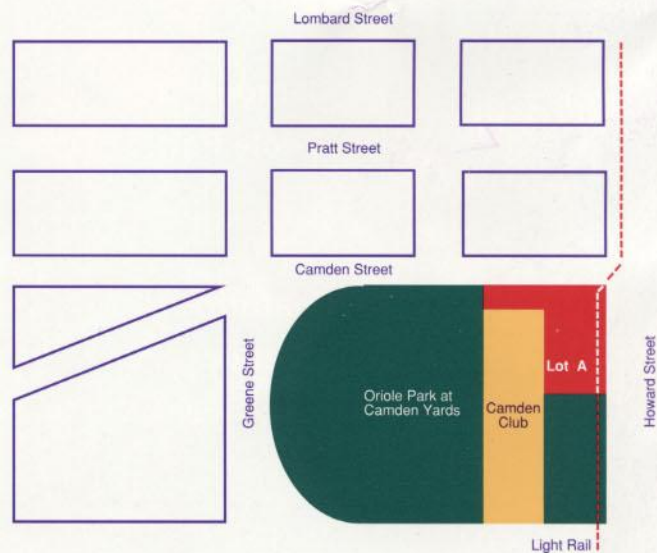 Lombard Street
Pratt Street
Camden Street
Greene Street
Oriole Park at
Camden Yards
Camden
Club
Lot A
Howard Street
Light Rail